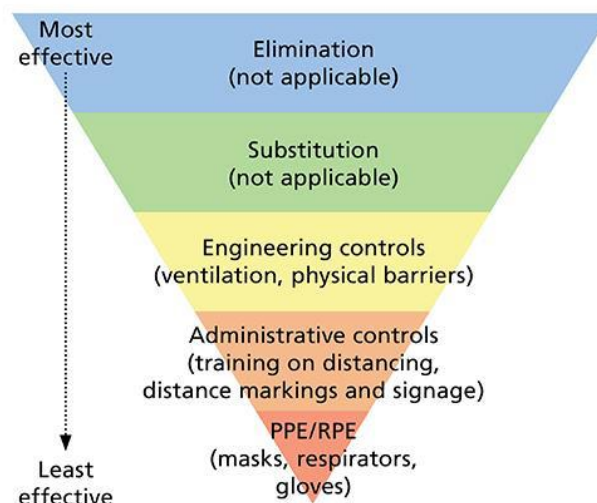 Most
effective
Elimination
(not applicable)
Substitution
(not applicable)
Engineering controls
(ventilation, physical barriers)
Administrative controls
(training on distancing,
distance markings and signage)
PPE/RPE
(masks, respirators,
gloves)
Least
effective